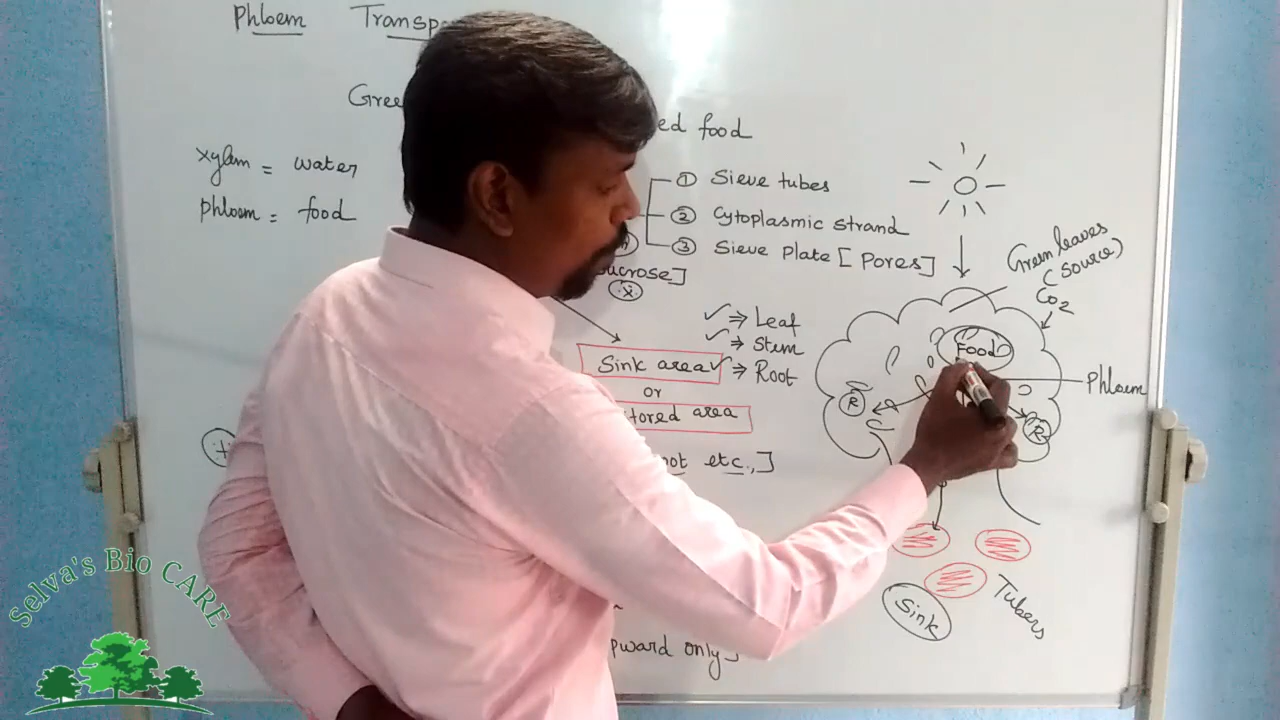 Phloem Transp
Gree
ed food
xylem = water
phloem = food
① Sieve tubes
② Cytoplasmic strand
③ Sieve plate [Pores]
ucrose]
⇒ Leaf
⇒ Stem
⇒ Root
Sink area
or
tored area
etc.,]
pward only]
Green leaves
(source)
CO2
Food
Phloem
R
R
Tubers
Sink
Selva's Bio CARE